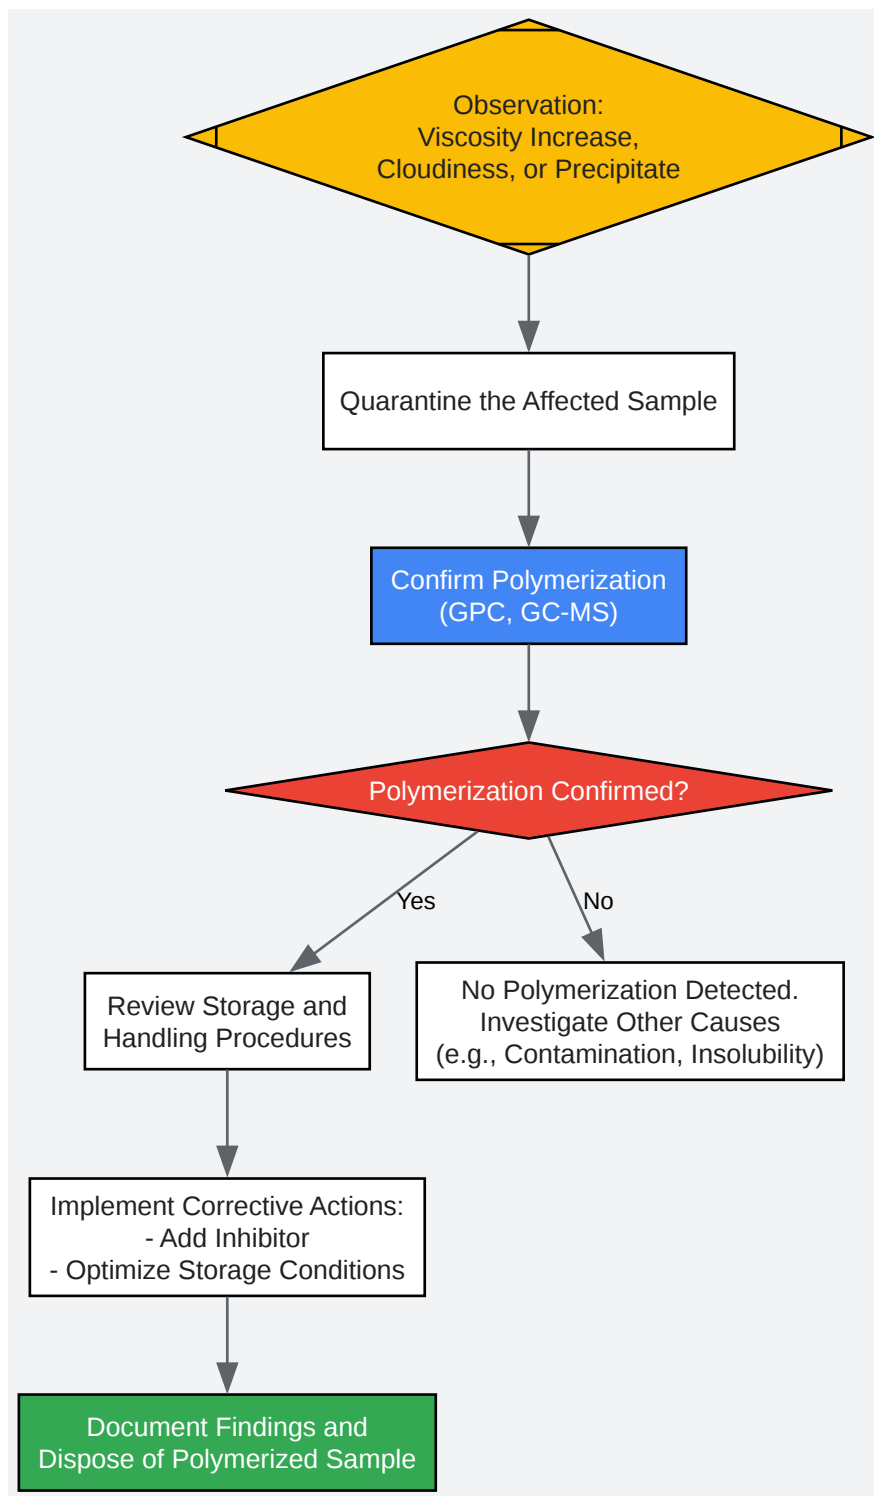 Observation:
Viscosity Increase,
Cloudiness, or Precipitate
Quarantine the Affected Sample
Confirm Polymerization
(GPC, GC-MS)
Polymerization Confirmed?
Yes
No
Review Storage and
Handling Procedures
No Polymerization Detected.
Investigate Other Causes
(e.g., Contamination, Insolubility)
Implement Corrective Actions:
- Add Inhibitor
- Optimize Storage Conditions
Document Findings and
Dispose of Polymerized Sample